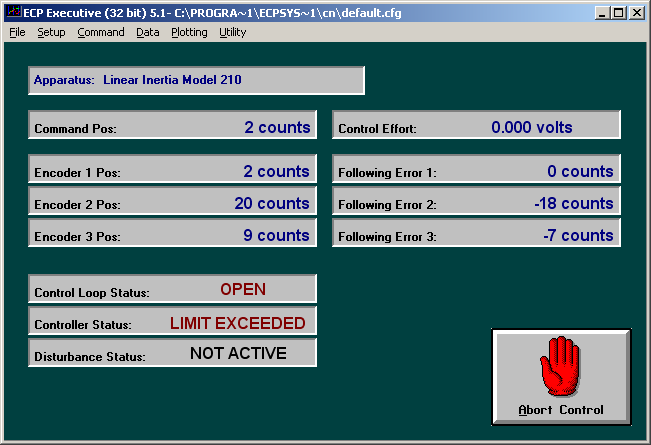 ECP Executive (32 bit) 5.1- C:\PROGRA~1\ECPSYS~1\cn\default.cfg
File Setup Command Data Plotting Utility
Apparatus: Linear Inertia Model 210
Command Pos: 2 counts Control Effort: 0.000 volts
Encoder 1 Pos: 2 counts Following Error 1: 0 counts
Encoder 2 Pos: 20 counts Following Error 2: -18 counts
Encoder 3 Pos: 9 counts Following Error 3: -7 counts
Control Loop Status: OPEN
Controller Status: LIMIT EXCEEDED
Disturbance Status: NOT ACTIVE
Abort Control